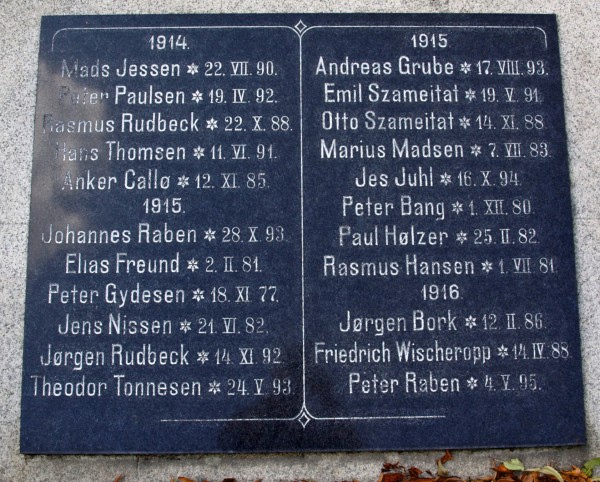 1914.
Mads Jessen ✲ 22. VII. 90.
Peter Paulsen ✲ 19. IV. 92.
Rasmus Rudbeck ✲ 22. X. 88.
Hans Thomsen ✲ 11. VI. 91.
Anker Callø ✲ 12. XI. 85.
1915.
Johannes Raben ✲ 28. X. 93.
Elias Freund ✲ 2. II. 81.
Peter Gydesen ✲ 18. XI 77.
Jens Nissen ✲ 21. VI. 82.
Jørgen Rudbeck ✲ 14. XI. 92.
Theodor Tonnesen ✲ 24. V. 93.
1915
Andreas Grube ✲ 17. VIII. 93.
Emil Szameitat ✲ 19. V. 91.
Otto Szameitat ✲ 14. XI. 88
Marius Madsen ✲ 7. VII. 83.
Jes Juhl ✲ 16. X. 94.
Peter Bang ✲ 1. XII. 80.
Paul Hølzer ✲ 25. II. 82.
Rasmus Hansen ✲ 1. VII. 81
1916.
Jørgen Bork ✲ 12. II. 86.
Friedrich Wischeropp ✲ 14. IV. 88.
Peter Raben ✲ 4. V. 95.